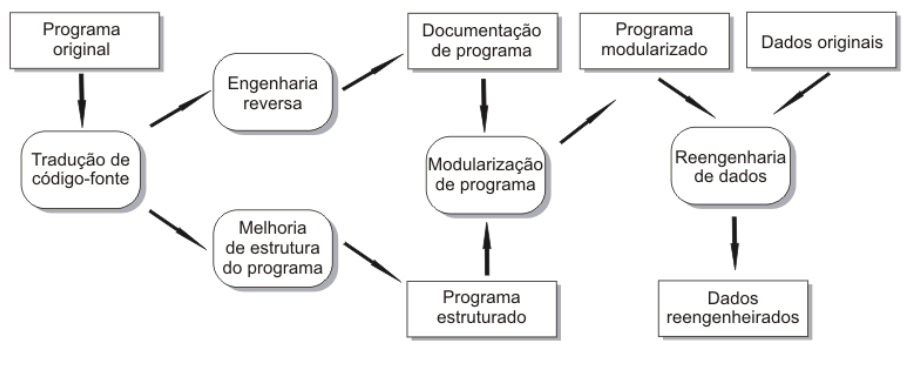 Programa
original
Documentação
de programa
Programa
modularizado
Dados originais
Engenharia
reversa
Tradução de
código-fonte
Modularização
de programa
Reengenharia
de dados
Melhoria
de estrutura
do programa
Programa
estruturado
Dados
reengenheirados